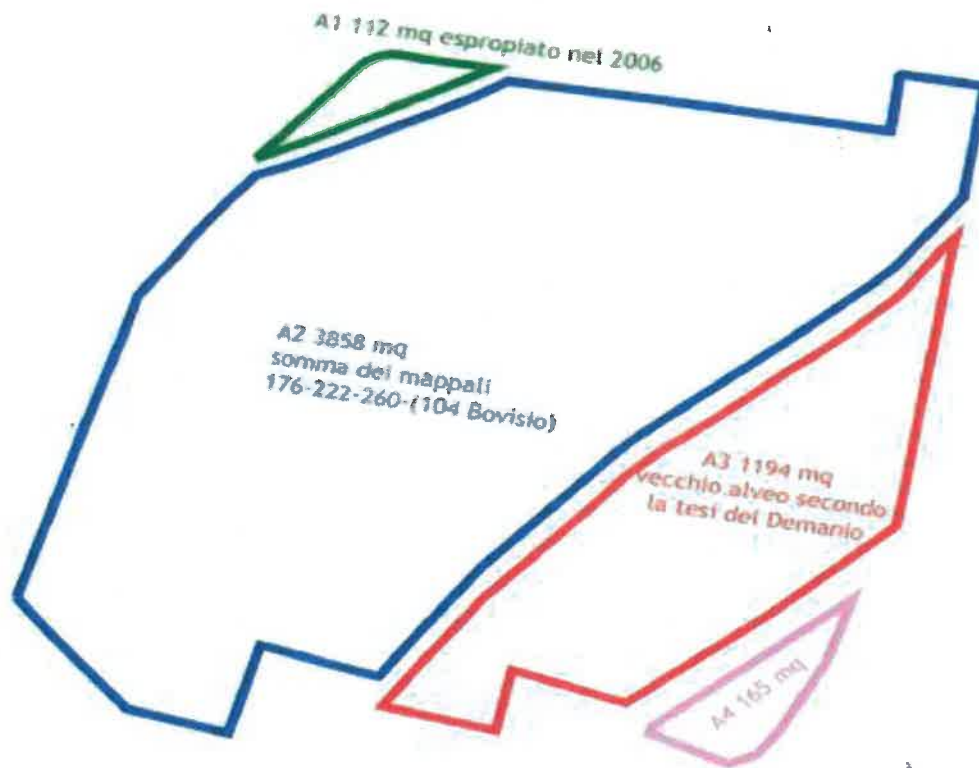 A1 112 mq espropiato nel 2006
A2 3858 mq
somma dei mappali
176-222-260-(104 Bovisio)
A3 1194 mq
vecchio alveo secondo
la tesi del Demanio
A4 165 mq